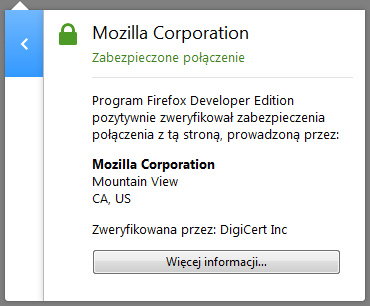 Mozilla Corporation
Zabezpieczone połączenie
Program Firefox Developer Edition
pozytywnie zweryfikował zabezpieczenia
połączenia z tą stroną, prowadzoną przez:
Mozilla Corporation
Mountain View
CA, US
Zweryfikowana przez: DigiCert Inc
Więcej informacji...